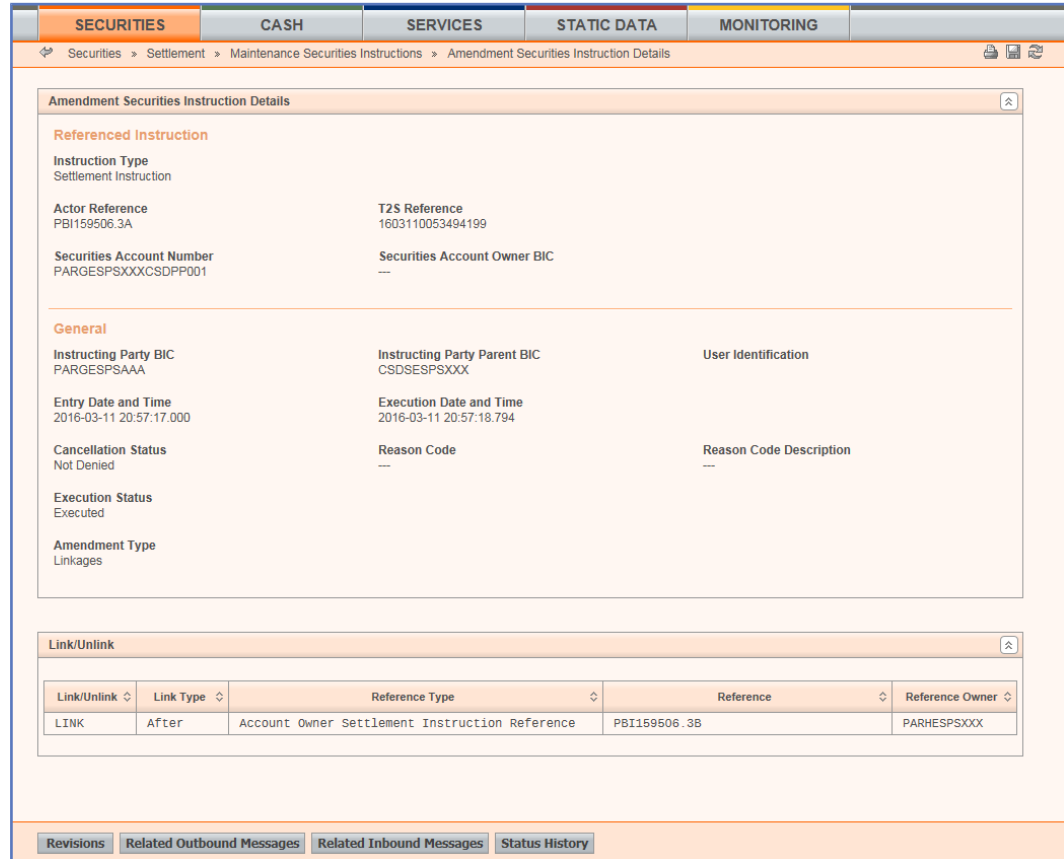 SECURITIES CASH SERVICES STATIC DATA MONITORING
Securities » Settlement » Maintenance Securities Instructions » Amendment Securities Instruction Details
Amendment Securities Instruction Details
Referenced Instruction
Instruction Type
Settlement Instruction
Actor Reference T2S Reference
PBI159506.3A 1603110053494199
Securities Account Number Securities Account Owner BIC
PARGESPSXXXCSDPP001 ---
General
Instructing Party BIC Instructing Party Parent BIC User Identification
PARGESPSAAA CSDSESPSXXX
Entry Date and Time Execution Date and Time
2016-03-11 20:57:17.000 2016-03-11 20:57:18.794
Cancellation Status Reason Code Reason Code Description
Not Denied --- ---
Execution Status
Executed
Amendment Type
Linkages
Link/Unlink
Link/Unlink Link Type Reference Type Reference Reference Owner
LINK After Account Owner Settlement Instruction Reference PBI159506.3B PARHESPSXXX
Revisions Related Outbound Messages Related Inbound Messages Status History